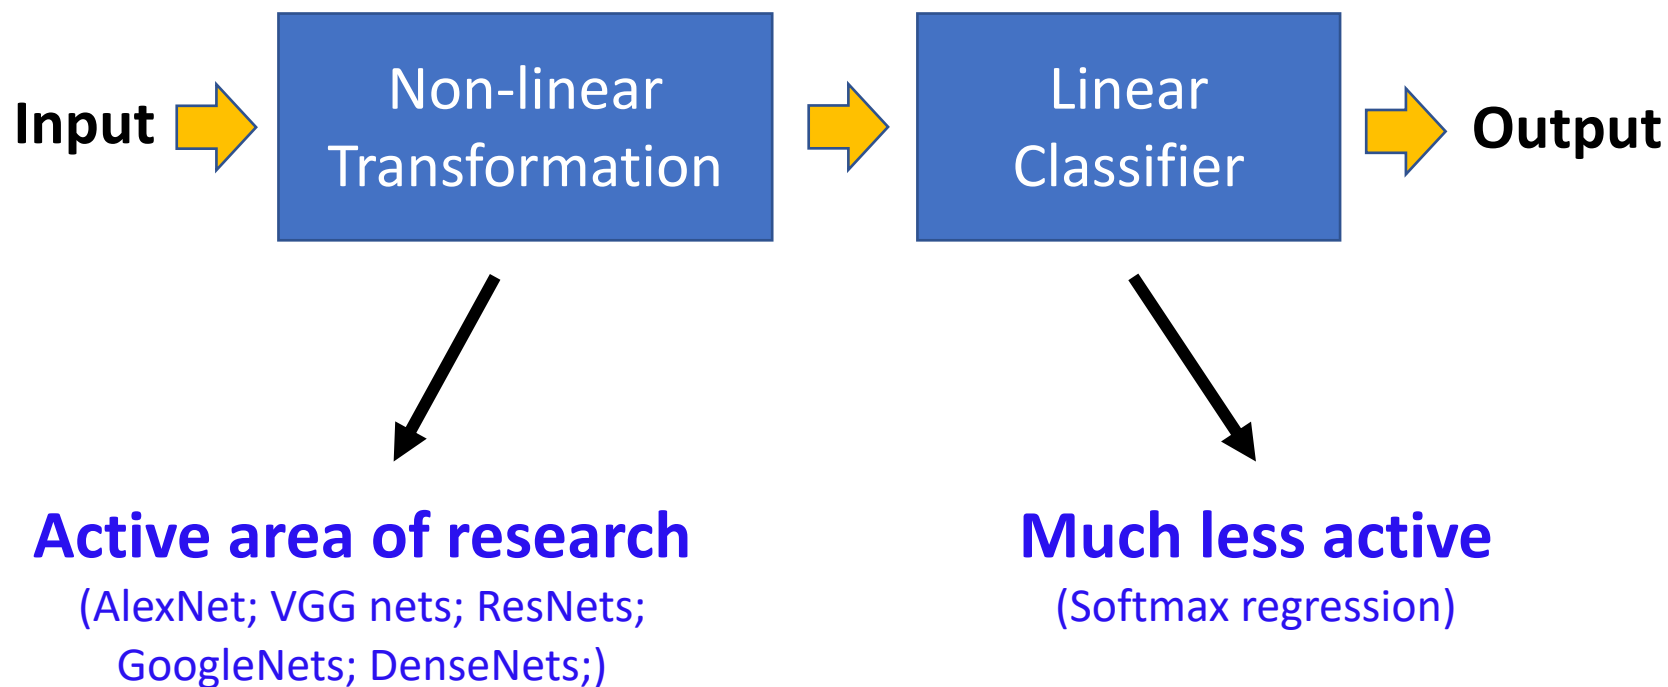 Input
Non-linear
Transformation
Linear
Classifier
Output
Active area of research
(AlexNet; VGG nets; ResNets;
GoogleNets; DenseNets;)
Much less active
(Softmax regression)